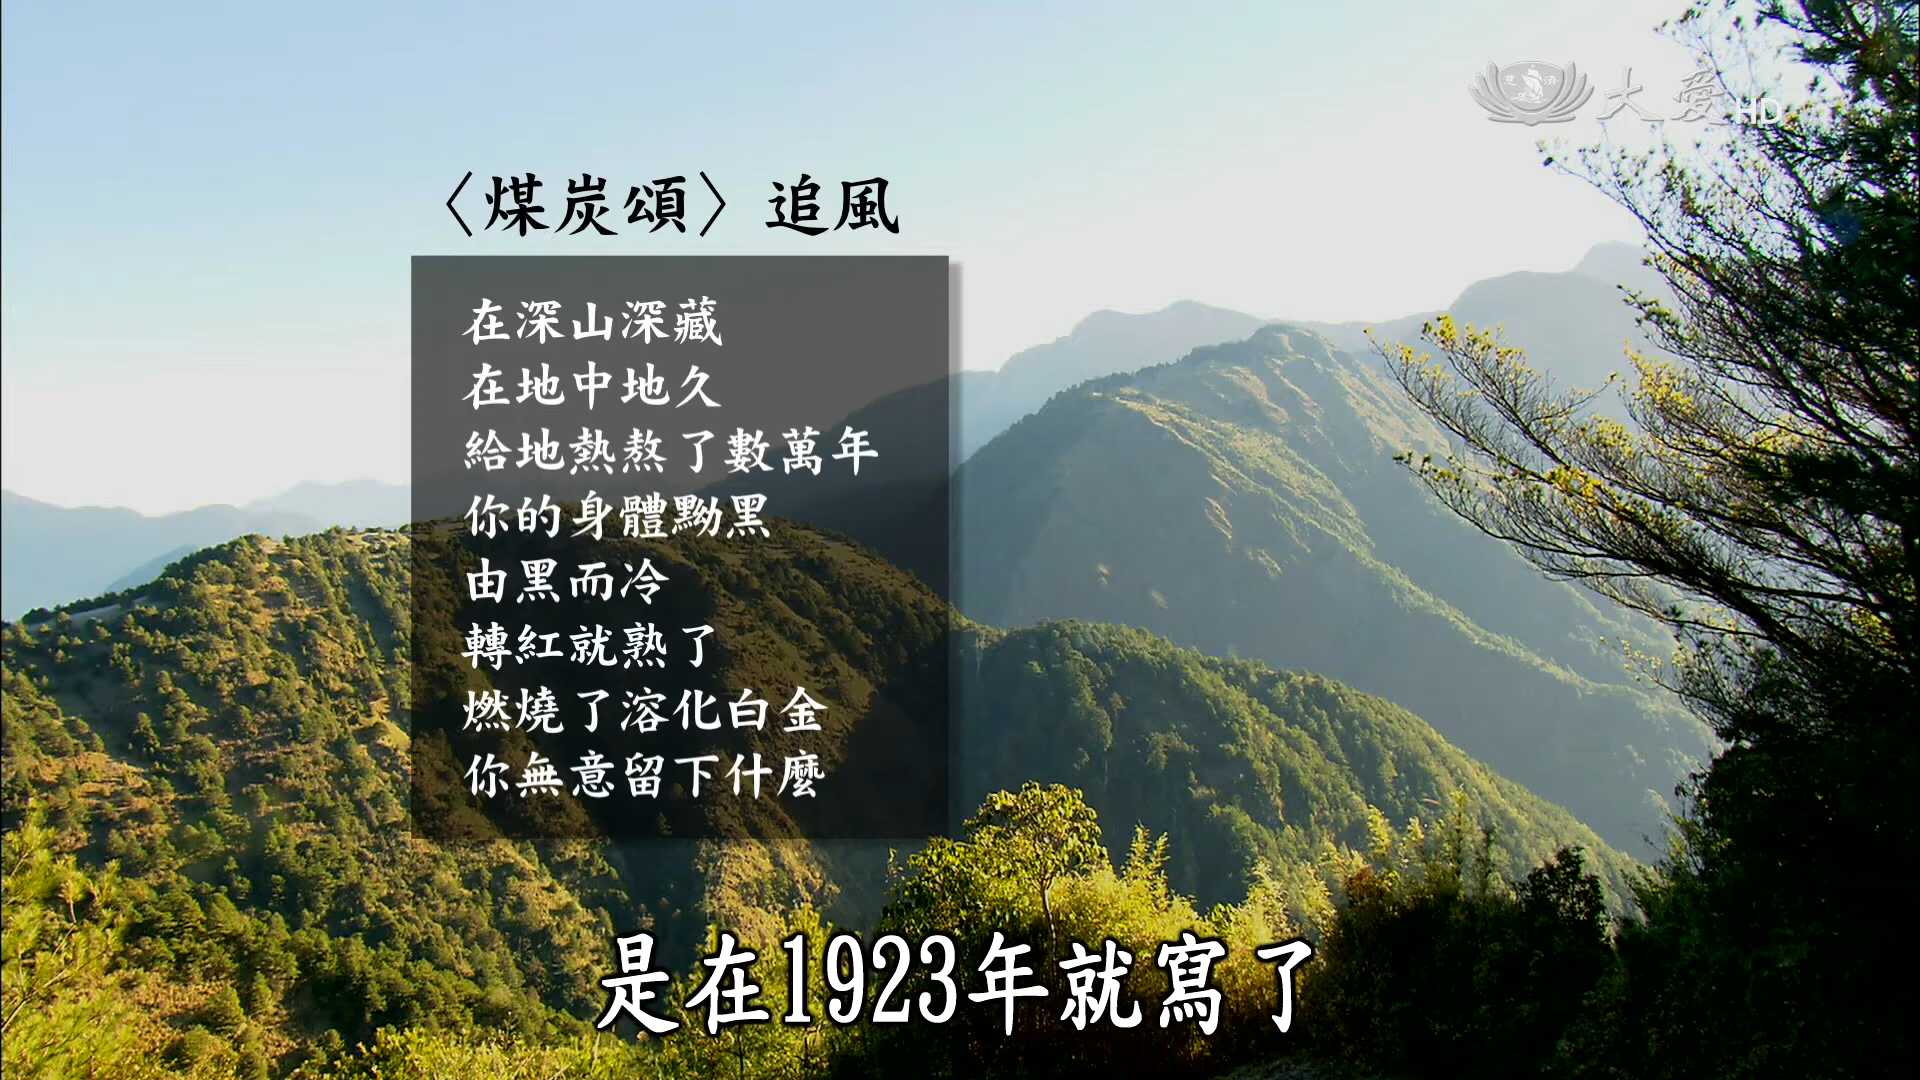 大愛HD
〈煤炭頌〉追風
在深山深藏
在地中地久
給地熱熬了數萬年
你的身體黝黑
由黑而冷
轉紅就熟了
燃燒了溶化白金
你無意留下什麼
是在1923年就寫了